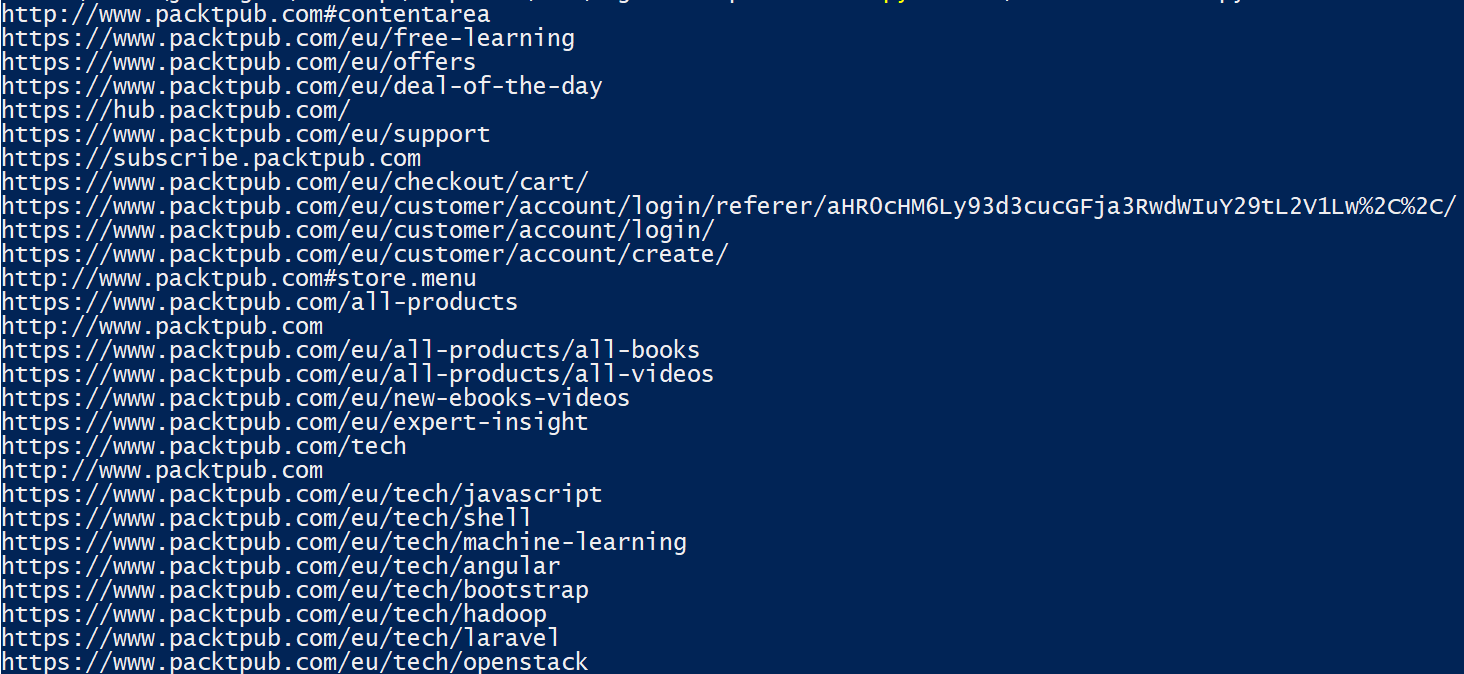 http://www.packtpub.com#contentarea
https://www.packtpub.com/eu/free-learning
https://www.packtpub.com/eu/offers
https://www.packtpub.com/eu/deal-of-the-day
https://hub.packtpub.com/
https://www.packtpub.com/eu/support
https://subscribe.packtpub.com
https://www.packtpub.com/eu/checkout/cart/
https://www.packtpub.com/eu/customer/account/login/referer/aHR0cHM6Ly93d3cucGFja3RwdWIuY29tL2V1Lw%2C%2C/
https://www.packtpub.com/eu/customer/account/login/
https://www.packtpub.com/eu/customer/account/create/
http://www.packtpub.com#store.menu
https://www.packtpub.com/all-products
http://www.packtpub.com
https://www.packtpub.com/eu/all-products/all-books
https://www.packtpub.com/eu/all-products/all-videos
https://www.packtpub.com/eu/new-ebooks-videos
https://www.packtpub.com/eu/expert-insight
https://www.packtpub.com/tech
http://www.packtpub.com
https://www.packtpub.com/eu/tech/javascript
https://www.packtpub.com/eu/tech/shell
https://www.packtpub.com/eu/tech/machine-learning
https://www.packtpub.com/eu/tech/angular
https://www.packtpub.com/eu/tech/bootstrap
https://www.packtpub.com/eu/tech/hadoop
https://www.packtpub.com/eu/tech/laravel
https://www.packtpub.com/eu/tech/openstack